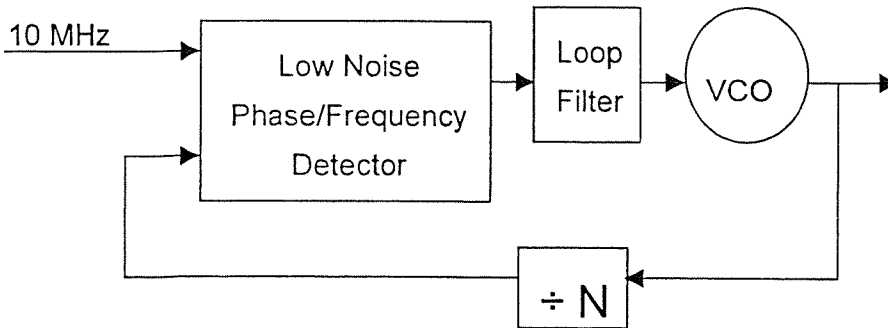 10 MHz
Low Noise
Phase/Frequency
Detector
Loop
Filter
VCO
÷ N